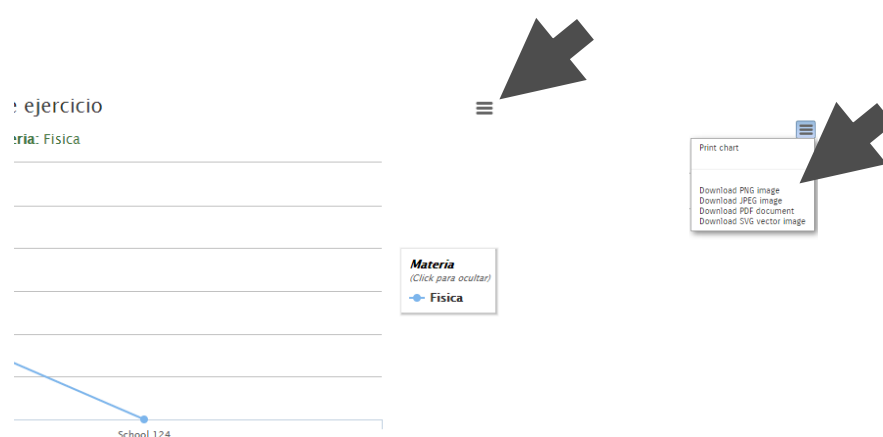 e ejercicio
eria: Fisica
Materia
(Click para ocultar)
Fisica
School 124
Print chart
Download PNG image
Download JPEG image
Download PDF document
Download SVG vector image